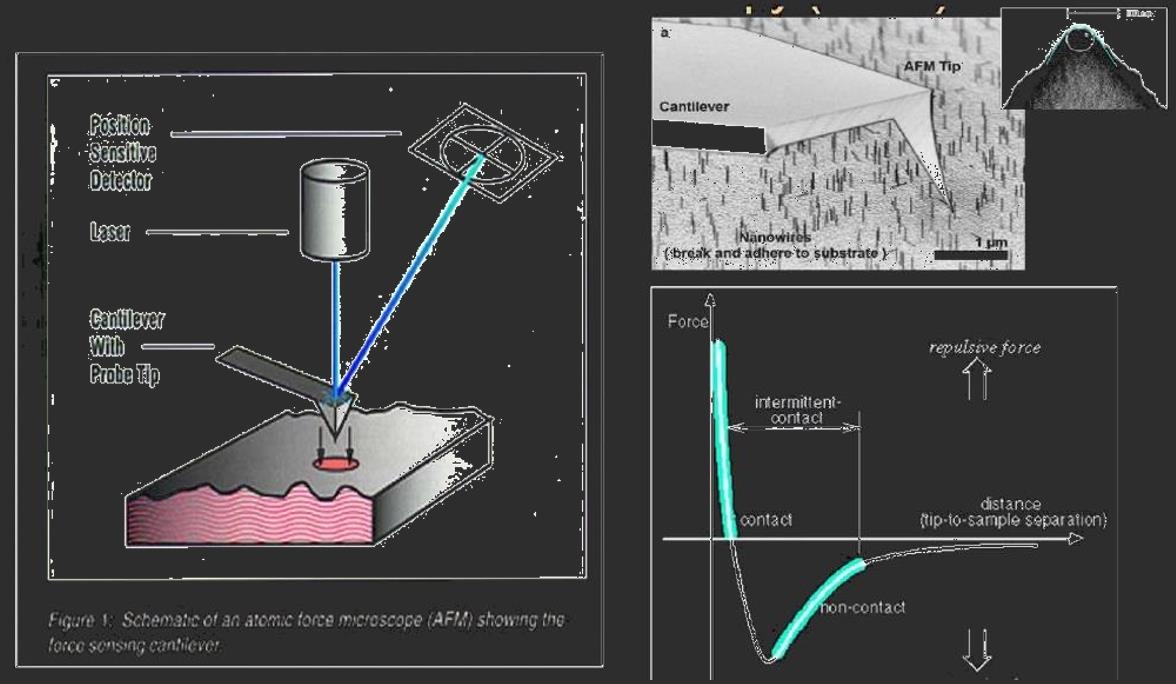 Position
Sensitive
Detector
Laser
Cantilever
With
Probe Tip
Figure 1: Schematic of an atomic force microscope (AFM) showing the
force sensing cantilever.
a
AFM Tip
Cantilever
Nanowires
( break and adhere to substrate )
1 µm
Force
repulsive force
intermittent-
contact
contact
distance
(tip-to-sample separation)
non-contact